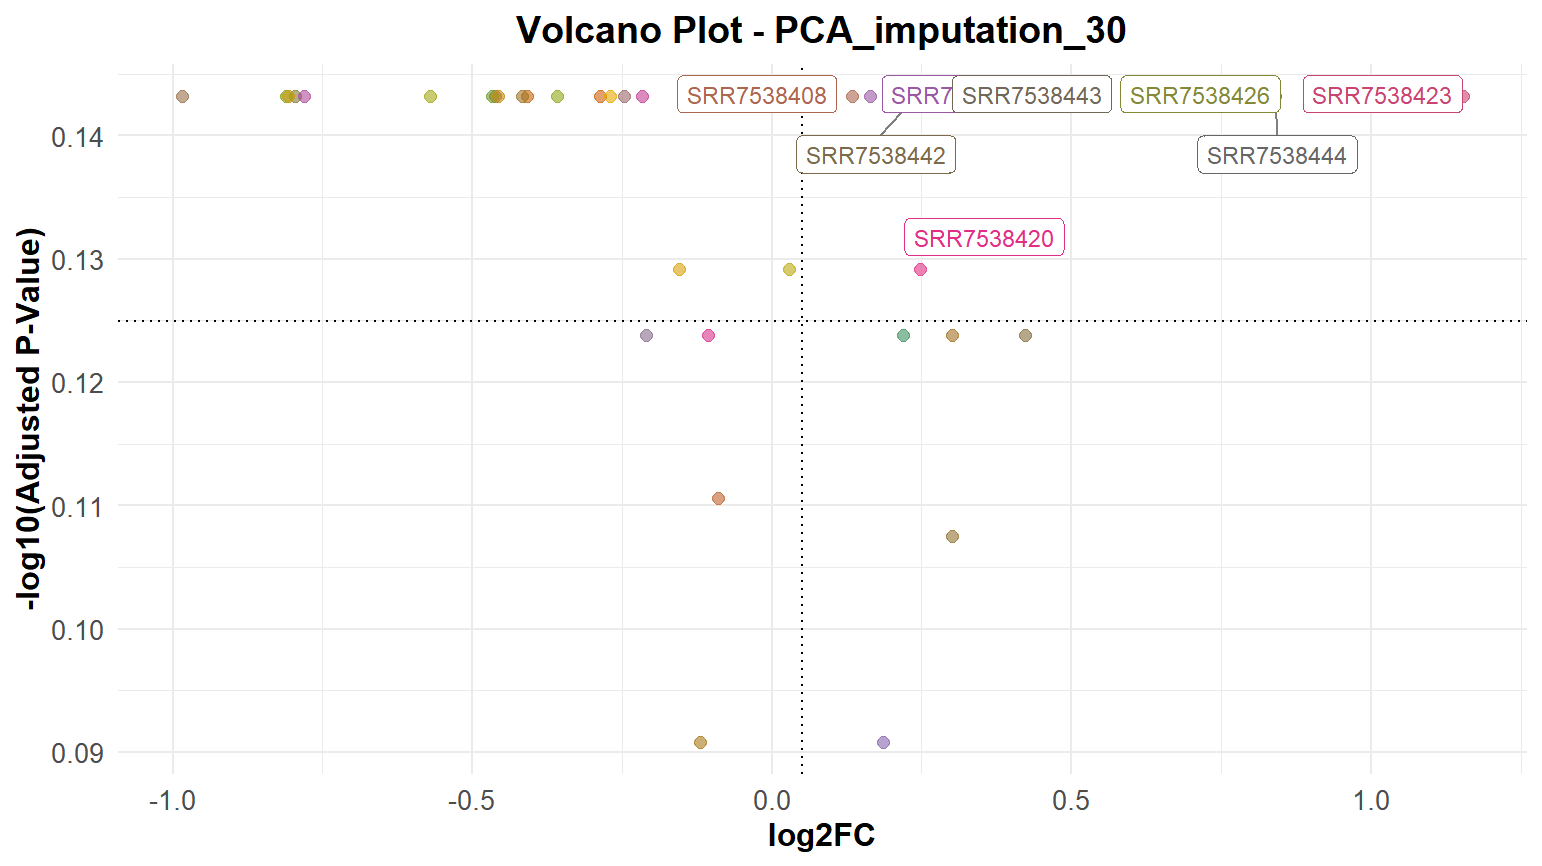 Volcano Plot - PCA_imputation_30
-log10(Adjusted P-Value)
0.14
0.13
0.12
0.11
0.10
0.09
SRR7538408
SRR7
SRR7538443
SRR7538426
SRR7538423
SRR7538442
SRR7538444
SRR7538420
-1.0
-0.5
0.0
0.5
1.0
log2FC